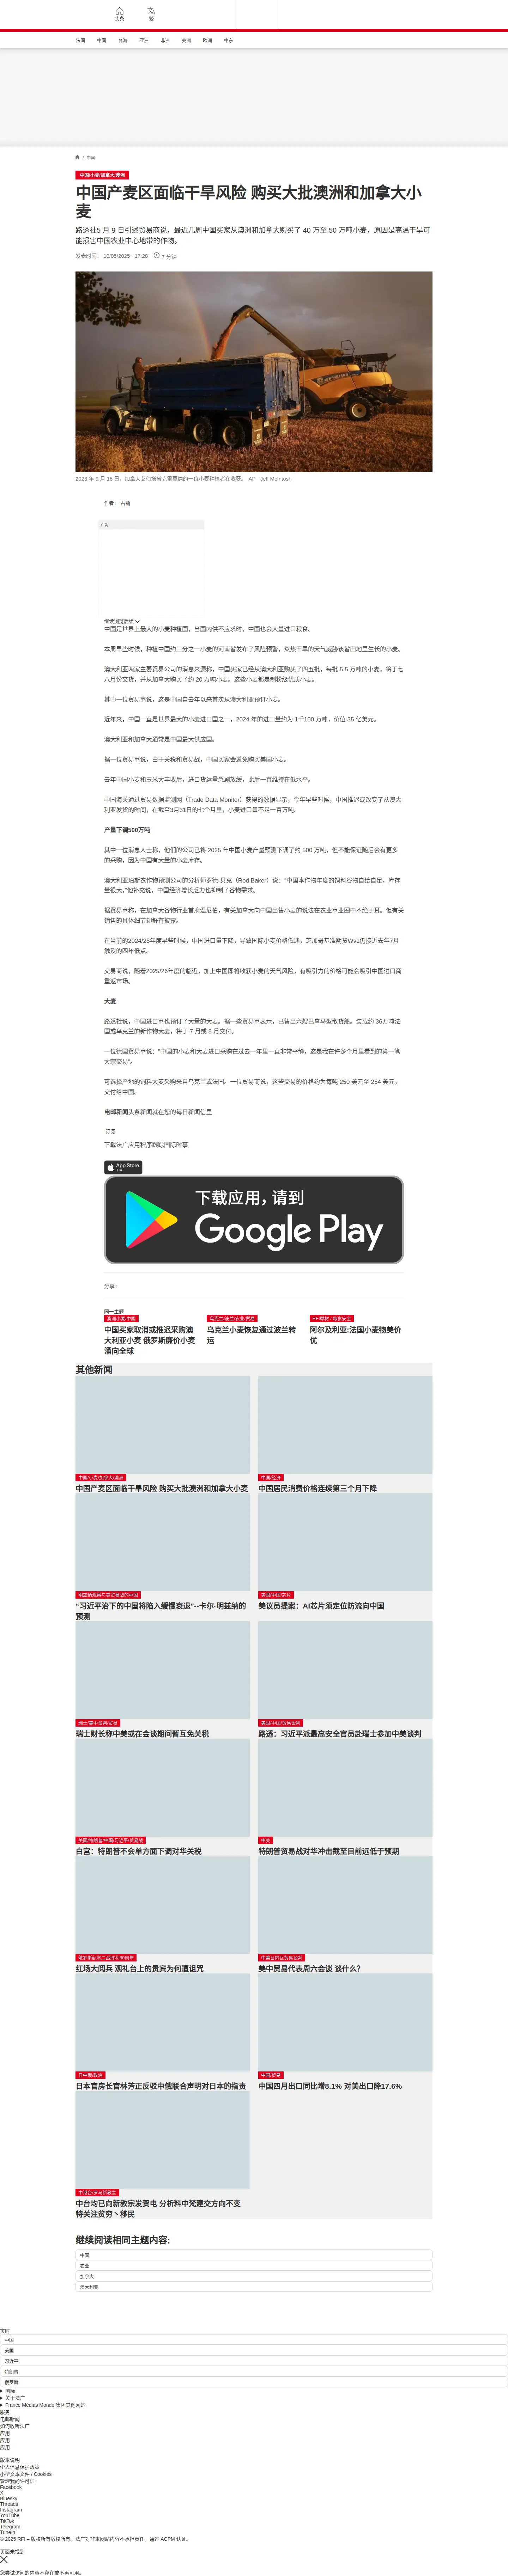 头条
繁
法国
中国
台海
亚洲
非洲
美洲
欧洲
中东
/ 中国
中国/小麦/加拿大/澳洲
中国产麦区面临干旱风险 购买大批澳洲和加拿大小
麦
路透社5 月 9 日引述贸易商说，最近几周中国买家从澳洲和加拿大购买了 40 万至 50 万吨小麦，原因是高温干旱可
能损害中国农业中心地带的作物。
发表时间： 10/05/2025 - 17:28
7 分钟
2023 年 9 月 18 日，加拿大艾伯塔省克雷莫纳的一位小麦种植者在收获。 AP - Jeff McIntosh
作者： 古莉
广告
继续浏览后续
中国是世界上最大的小麦种植国，当国内供不应求时，中国也会大量进口粮食。
本周早些时候，种植中国约三分之一小麦的河南省发布了风险预警，炎热干旱的天气威胁该省田地里生长的小麦。
澳大利亚两家主要贸易公司的消息来源称，中国买家已经从澳大利亚购买了四五批，每批 5.5 万吨的小麦，将于七
八月份交货，并从加拿大购买了约 20 万吨小麦。这些小麦都是制粉级优质小麦。
其中一位贸易商说，这是中国自去年以来首次从澳大利亚预订小麦。
近年来，中国一直是世界最大的小麦进口国之一，2024 年的进口量约为 1千100 万吨，价值 35 亿美元。
澳大利亚和加拿大通常是中国最大供应国。
据一位贸易商说，由于关税和贸易战，中国买家会避免购买美国小麦。
去年中国小麦和玉米大丰收后，进口货运量急剧放缓，此后一直维持在低水平。
中国海关通过贸易数据监测网（Trade Data Monitor）获得的数据显示，今年早些时候，中国推迟或改变了从澳大
利亚发货的时间，在截至3月31日的七个月里，小麦进口量不足一百万吨。
产量下调500万吨
其中一位消息人士称，他们的公司已将 2025 年中国小麦产量预测下调了约 500 万吨，但不能保证随后会有更多
的采购，因为中国有大量的小麦库存。
澳大利亚珀斯农作物预测公司的分析师罗德-贝克（Rod Baker）说：“中国本作物年度的饲料谷物自给自足，库存
量很大，”他补充说，中国经济增长乏力也抑制了谷物需求。
据贸易商称，在加拿大谷物行业首府温尼伯，有关加拿大向中国出售小麦的说法在农业商业圈中不绝于耳。但有关
销售的具体细节却鲜有披露。
在当前的2024/25年度早些时候，中国进口量下降，导致国际小麦价格低迷，芝加哥基准期货Wv1仍接近去年7月
触及的四年低点。
交易商说，随着2025/26年度的临近，加上中国即将收获小麦的天气风险，有吸引力的价格可能会吸引中国进口商
重返市场。
大麦
路透社说，中国进口商也预订了大量的大麦。据一些贸易商表示，已售出六艘巴拿马型散货船。装载约 36万吨法
国或乌克兰的新作物大麦，将于 7 月或 8 月交付。
一位德国贸易商说：“中国的小麦和大麦进口采购在过去一年里一直非常平静，这是我在许多个月里看到的第一笔
大宗交易”。
可选择产地的饲料大麦采购来自乌克兰或法国。一位贸易商说，这些交易的价格约为每吨 250 美元至 254 美元，
交付给中国。
电邮新闻头条新闻就在您的每日新闻信里
订阅
下载法广应用程序跟踪国际时事
App Store
下载
下载应用，请到
Google Play
分享 :
同一主题
澳洲小麦/中国
中国买家取消或推迟采购澳
大利亚小麦 俄罗斯廉价小麦
涌向全球
乌克兰/波兰/农业/贸易
乌克兰小麦恢复通过波兰转
运
RFI原材 / 粮食安全
阿尔及利亚:法国小麦物美价
优
其他新闻
中国/小麦/加拿大/澳洲
中国产麦区面临干旱风险 购买大批澳洲和加拿大小麦
中国/经济
中国居民消费价格连续第三个月下降
明兹纳观察与美贸易战的中国
“习近平治下的中国将陷入缓慢衰退”--卡尔·明兹纳的
预测
美国/中国/芯片
美议员提案：AI芯片须定位防流向中国
瑞士/美中谈判/贸易
瑞士财长称中美或在会谈期间暂互免关税
美国/中国/贸易谈判
路透：习近平派最高安全官员赴瑞士参加中美谈判
美国/特朗普/中国/习近平/贸易战
白宫：特朗普不会单方面下调对华关税
中美
特朗普贸易战对华冲击截至目前远低于预期
俄罗斯纪念二战胜利80周年
红场大阅兵 观礼台上的贵宾为何遭诅咒
中美日内瓦贸易谈判
美中贸易代表周六会谈 谈什么？
日中俄/联合
日本官房长官林芳正反驳中俄联合声明对日本的指责
中国/贸易
中国四月出口同比增8.1% 对美出口降17.6%
中港台/罗马新教皇
中台均已向新教宗发贺电 分析料中梵建交方向不变
特关注贫穷丶移民
继续阅读相同主题内容:
中国
农业
加拿大
澳大利亚
实时
中国
美国
习近平
特朗普
俄罗斯
国际
关于法广
France Médias Monde 集团其他网站
服务
电邮新闻
如何收听法广
应用
应用
应用
版本说明
个人信息保护政策
小型文本文件 / Cookies
管理我的许可证
Facebook
X
Bluesky
Threads
Instagram
YouTube
TikTok
Telegram
TuneIn
© 2025 RFI – 版权所有版权所有。法广对非本网站内容不承担责任。通过 ACPM 认证。
页面未找到
您尝试访问的内容不存在或不再可用。